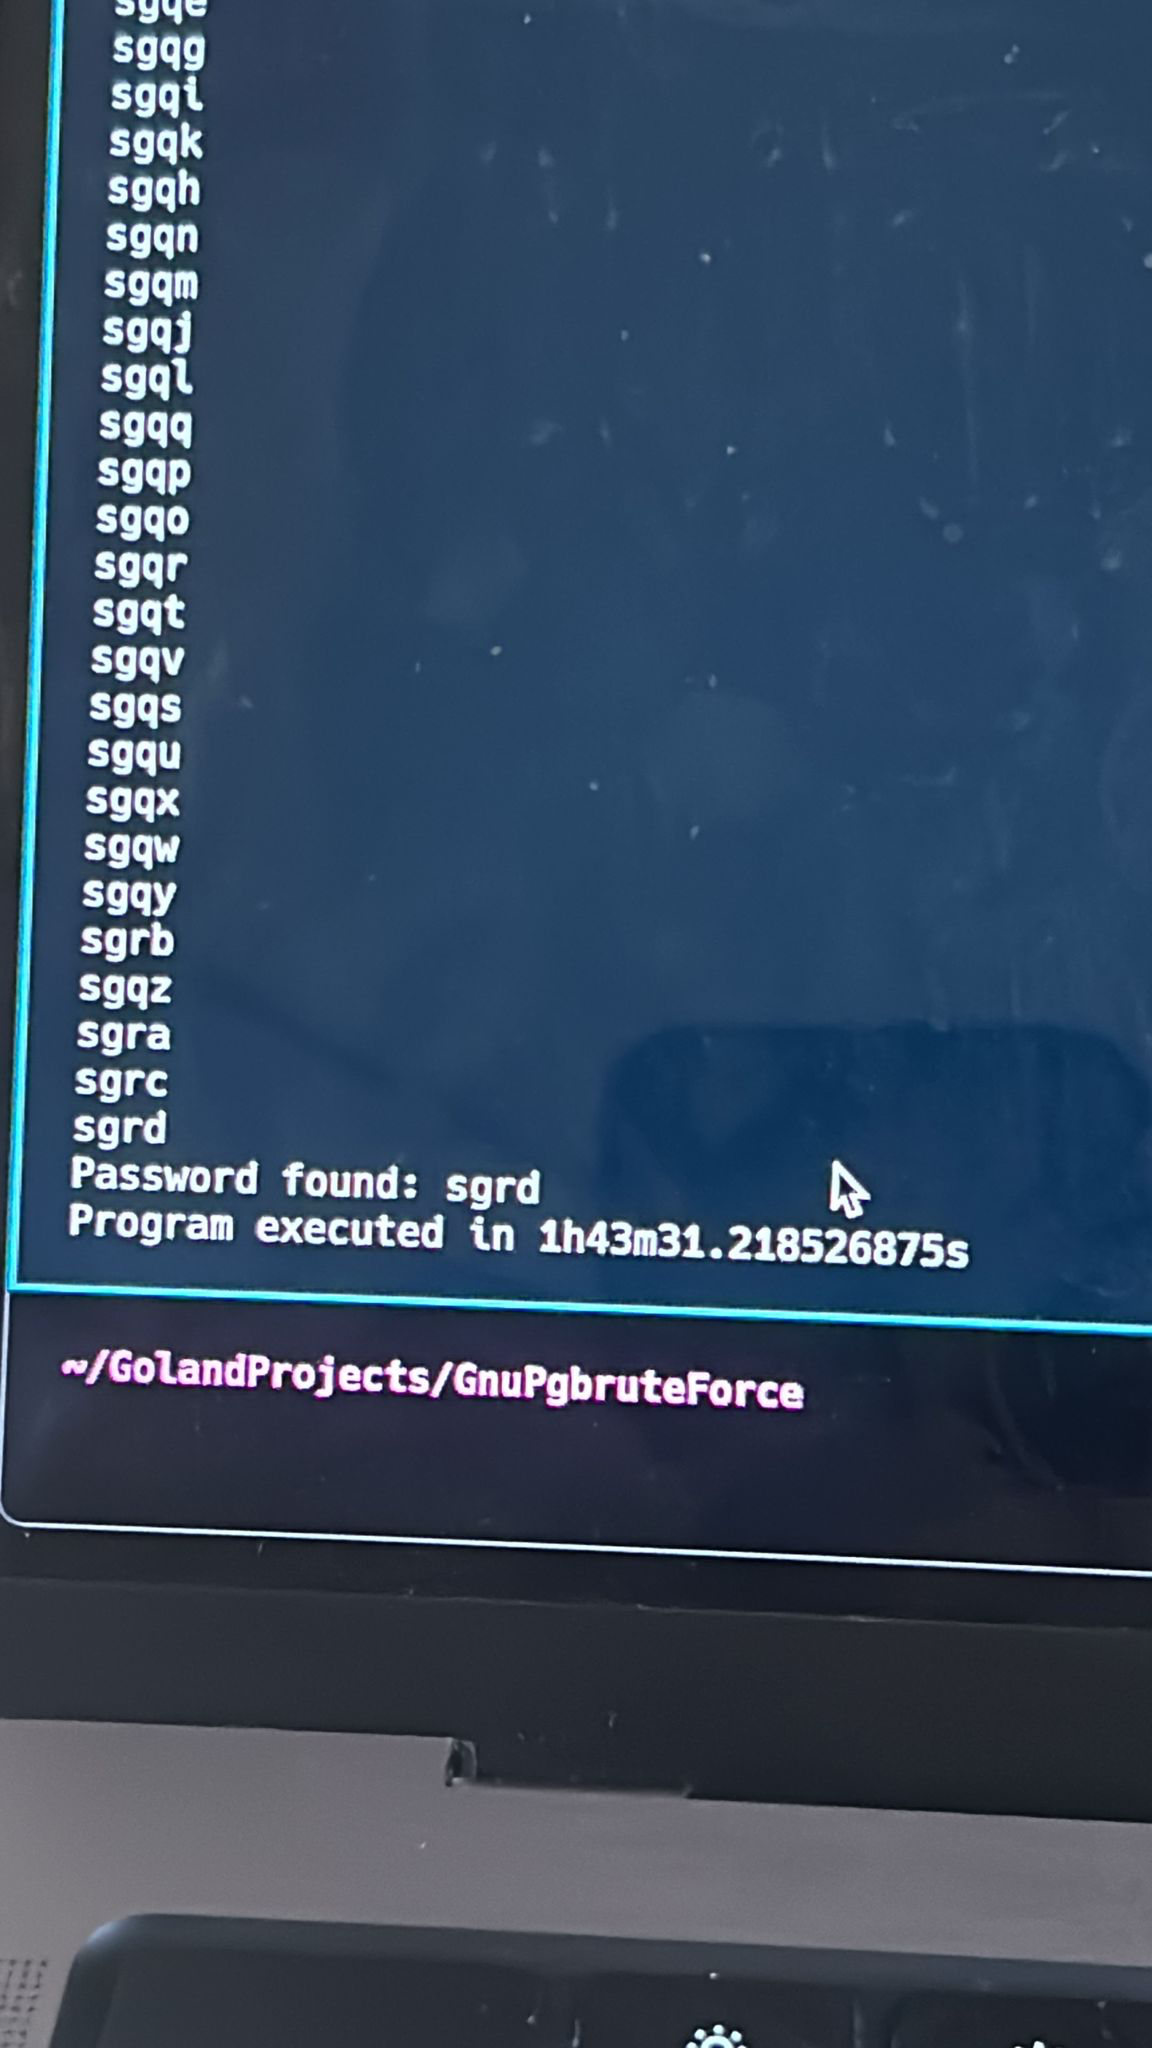 sgqe
sgqg
sgqi
sgqk
sgqh
sgqn
sgqm
sgqj
sgql
sgqq
sgqp
sgqo
sgqr
sgqt
sgqv
sgqs
sgqu
sgqx
sgqw
sgqy
sgrb
sgqz
sgra
sgrc
sgrd
Password found: sgrd
Program executed in 1h43m31.218526875s
~/GolandProjects/GnuPgbruteForce